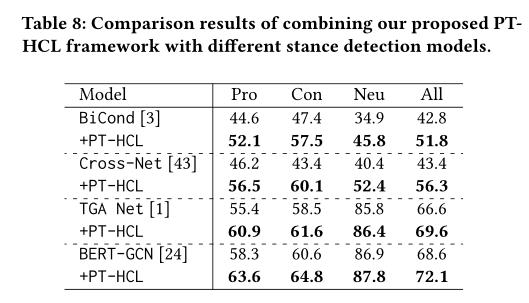 Table 8: Comparison results of combining our proposed PT-
HCL framework with different stance detection models.
Model Pro Con Neu All
BiCond [3] 44.6 47.4 34.9 42.8
+PT-HCL 52.1 57.5 45.8 51.8
Cross-Net [43] 46.2 43.4 40.4 43.4
+PT-HCL 56.5 60.1 52.4 56.3
TGA Net [1] 55.4 58.5 85.8 66.6
+PT-HCL 60.9 61.6 86.4 69.6
BERT-GCN [24] 58.3 60.6 86.9 68.6
+PT-HCL 63.6 64.8 87.8 72.1